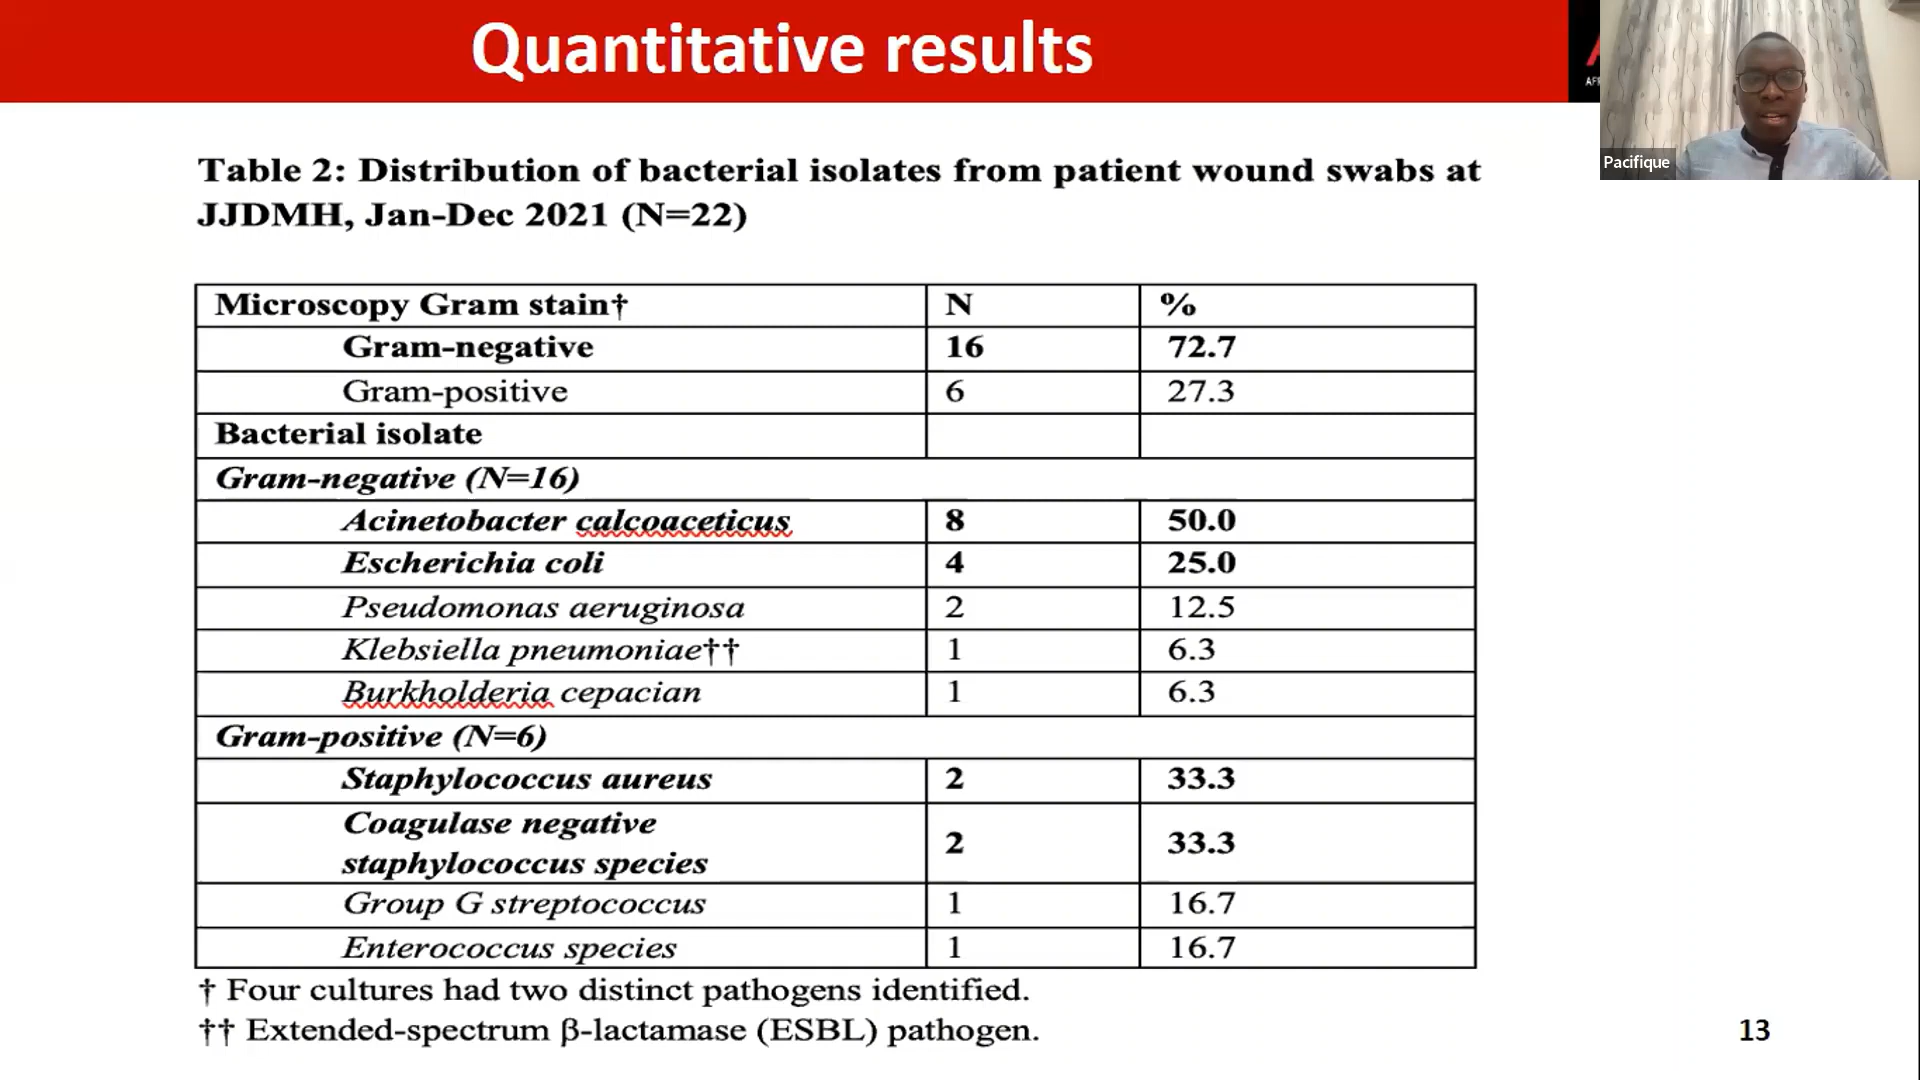 Quantitative results
AFR
Pacifique
Table 2: Distribution of bacterial isolates from patient wound swabs at
JJDMH, Jan-Dec 2021 (N=22)
Microscopy Gram stain† N %
Gram-negative 16 72.7
Gram-positive 6 27.3
Bacterial isolate
Gram-negative (N=16)
Acinetobacter calcoaceticus 8 50.0
Escherichia coli 4 25.0
Pseudomonas aeruginosa 2 12.5
Klebsiella pneumoniae†† 1 6.3
Burkholderia cepacian 1 6.3
Gram-positive (N=6)
Staphylococcus aureus 2 33.3
Coagulase negative
staphylococcus species 2 33.3
Group G streptococcus 1 16.7
Enterococcus species 1 16.7
† Four cultures had two distinct pathogens identified.
†† Extended-spectrum β-lactamase (ESBL) pathogen.
13